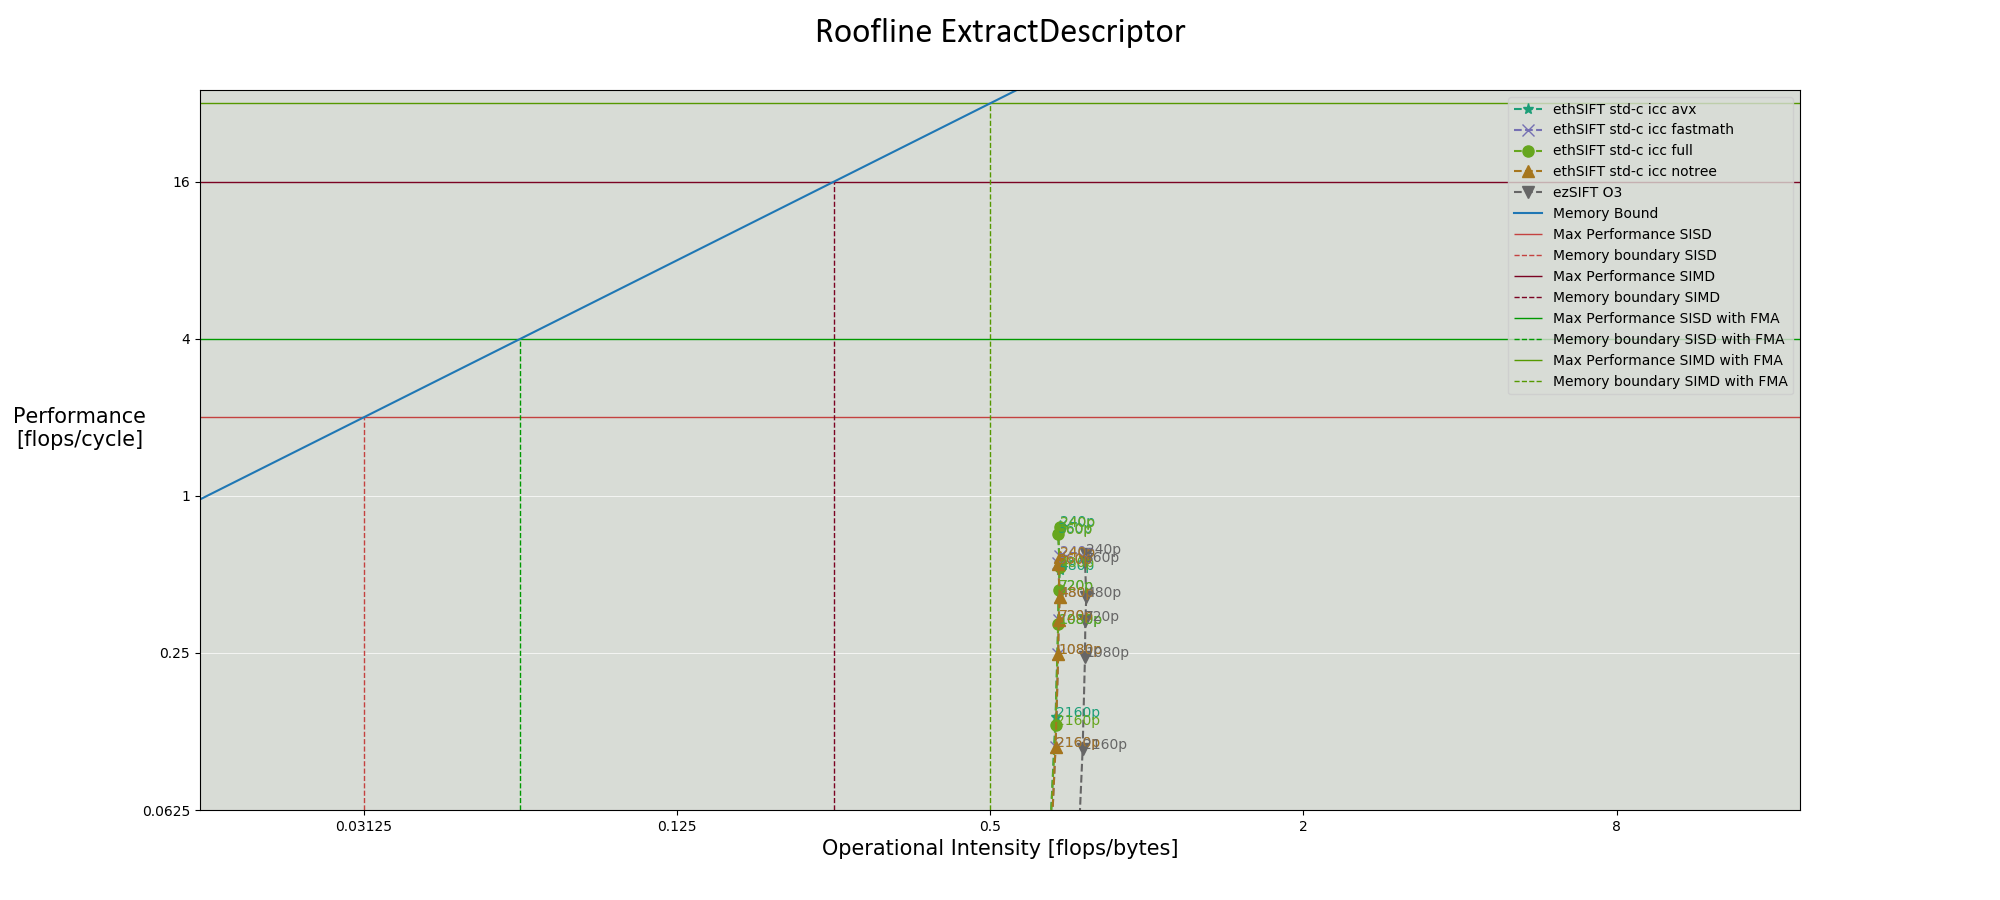 Roofline ExtractDescriptor
ethSIFT std-c icc avx
ethSIFT std-c icc fastmath
ethSIFT std-c icc full
ethSIFT std-c icc notree
ezSIFT O3
Memory Bound
Max Performance SISD
Memory boundary SISD
Max Performance SIMD
Memory boundary SIMD
Max Performance SISD with FMA
Memory boundary SISD with FMA
Max Performance SIMD with FMA
Memory boundary SIMD with FMA
16
4
Performance
[flops/cycle]
1
0.25
0.0625
240p
240p
240p
480p
720p
480p
480p
720p
720p
1080p
1080p
1080p
2160p
2160p
2160p
2160p
0.03125
0.125
0.5
2
8
Operational Intensity [flops/bytes]